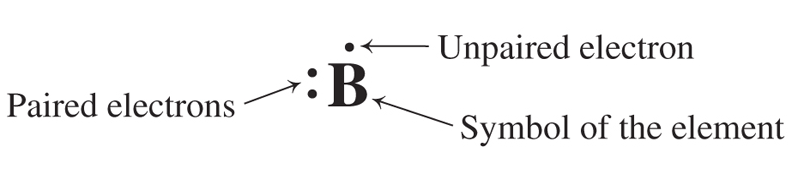 Unpaired electron
B
Paired electrons
Symbol of the element